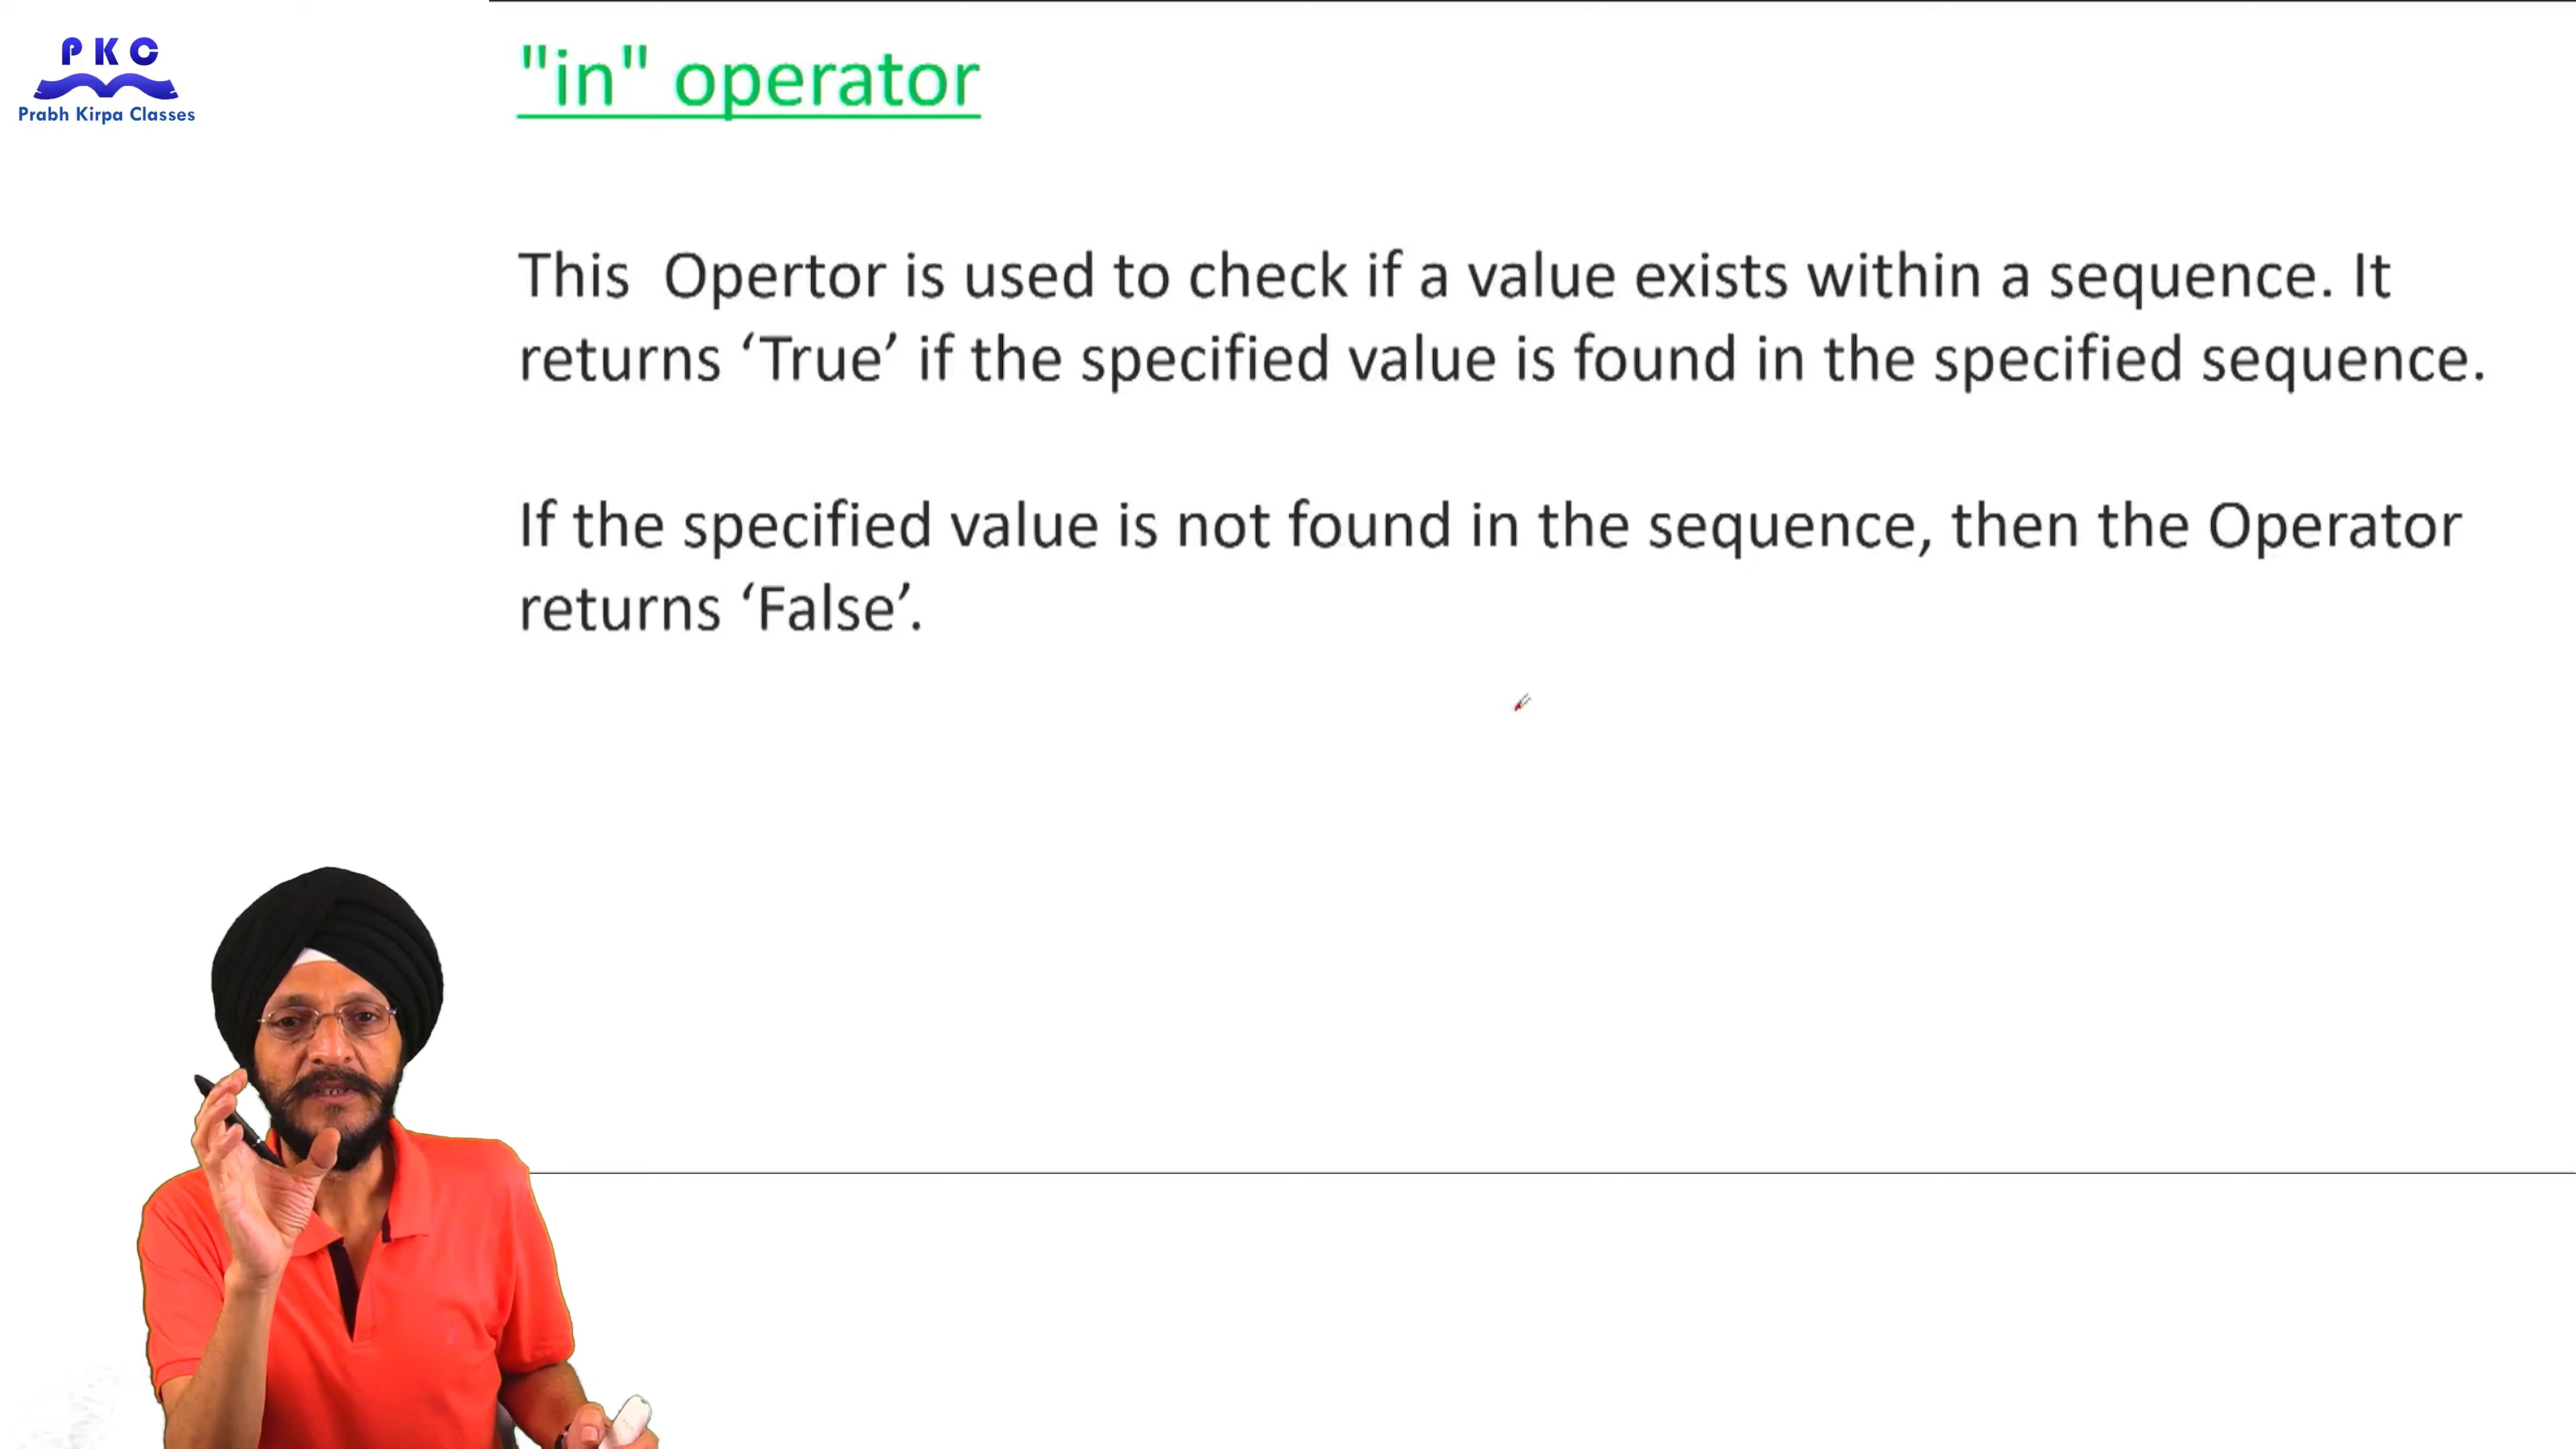 P K C
Prabh Kirpa Classes
"in" operator
This  Opertor is used to check if a value exists within a sequence. It
returns ‘True’ if the specified value is found in the specified sequence.
If the specified value is not found in the sequence, then the Operator
returns ‘False’.